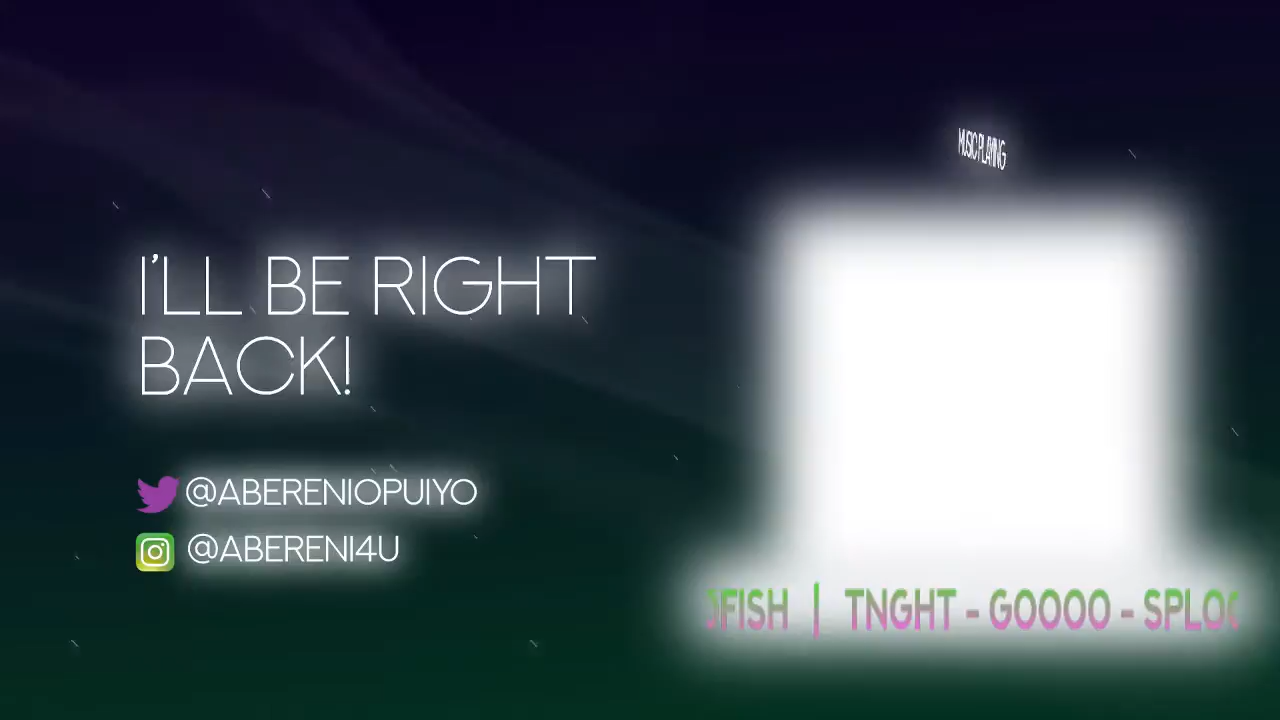 MUSIC PLAYING
I'LL BE RIGHT
BACK!
@ABERENIOPUIYO
@ABERENI4U
| TNGHT - GOOOO -